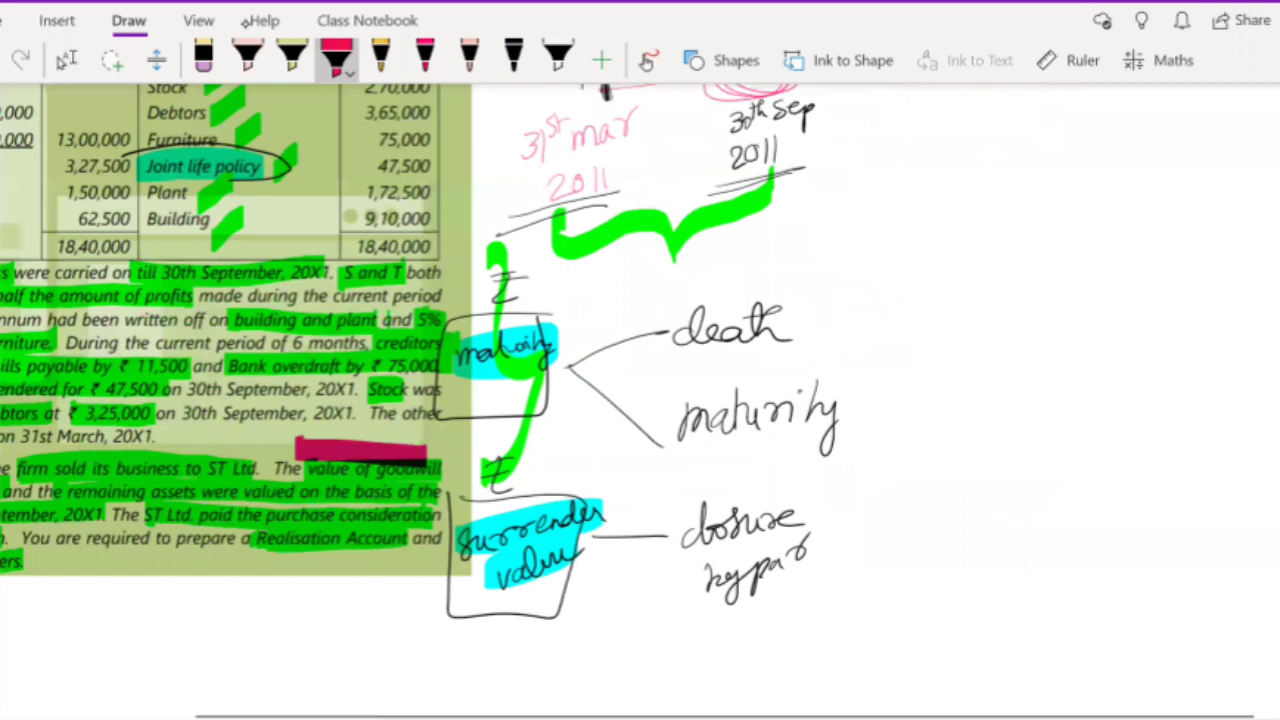 Insert Draw View Help Class Notebook Share
Shapes Ink to Shape Ink to Text Ruler Maths
Stock 2,70,000
,000 Debtors 3,65,000
,000 13,00,000 Furniture 75,000
3,27,500 Joint life policy 47,500
1,50,000 Plant 1,72,500
62,500 Building 9,10,000
18,40,000 18,40,000
s were carried on till 30th September, 20X1. S and T both
half the amount of profits made during the current period
nnum had been written off on building and plant and 5%
rniture. During the current period of 6 months, creditors
ills payable by ₹ 11,500 and Bank overdraft by ₹ 75,000
endered for ₹ 47,500 on 30th September, 20X1. Stock was
btors at ₹ 3,25,000 on 30th September, 20X1. The other
on 31st March, 20X1.
e firm sold its business to ST Ltd. The value of goodwill
and the remaining assets were valued on the basis of the
tember, 20X1. The ST Ltd. paid the purchase consideration
h. You are required to prepare a Realisation Account and
ers.
31st mar
2011
30th Sep
2011
₹
maturity
death
maturity
₹
surrender
value
closure